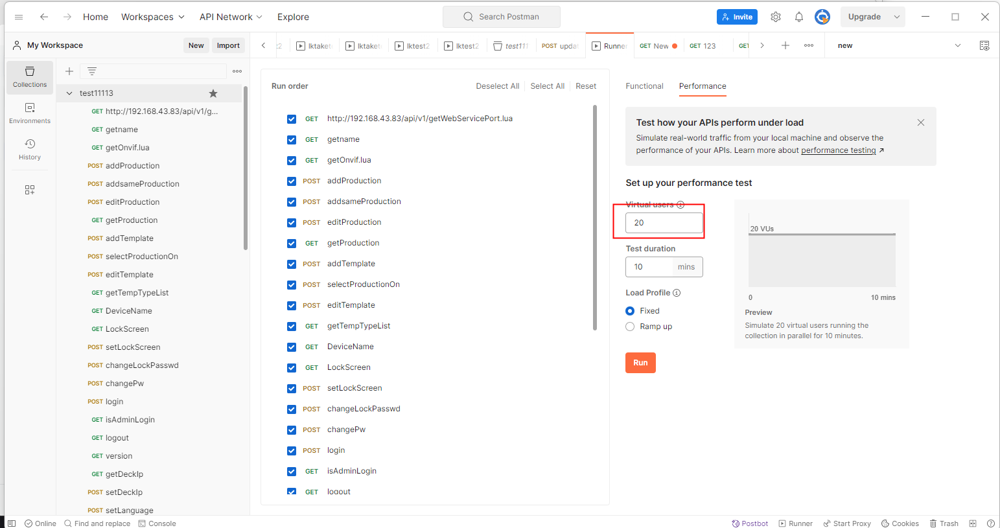 Home
Workspaces
API Network
Explore
Search Postman
Invite
Upgrade
My Workspace
New
Import
lktaket
lktaket
lktest2
lktest2
test111
POST updat
Runner
GET New
GET 123
GET
new
Collections
Environments
History
test11113
GET http://192.168.43.83/api/v1/g...
GET getname
GET getOnvif.lua
POST addProduction
POST addsameProduction
POST editProduction
GET getProduction
POST addTemplate
POST selectProductionOn
POST editTemplate
GET getTempTypeList
GET DeviceName
GET LockScreen
POST setLockScreen
POST changeLockPasswd
POST changePw
POST login
GET isAdminLogin
GET logout
GET version
GET getDeckIp
POST setDeckIp
POST setLanguage
Run order
Deselect All
Select All
Reset
GET http://192.168.43.83/api/v1/getWebServicePort.lua
GET getname
GET getOnvif.lua
POST addProduction
POST addsameProduction
POST editProduction
GET getProduction
POST addTemplate
POST selectProductionOn
POST editTemplate
GET getTempTypeList
GET DeviceName
GET LockScreen
POST setLockScreen
POST changeLockPasswd
POST changePw
POST login
GET isAdminLogin
GET logout
Functional
Performance
Test how your APIs perform under load
Simulate real-world traffic from your local machine and observe the
performance of your APIs. Learn more about performance testing ↗
Set up your performance test
Virtual users
20
Test duration
10 mins
Load Profile
Fixed
Ramp up
Run
20 VUs
0
10 mins
Preview
Simulate 20 virtual users running the
collection in parallel for 10 minutes.
Online
Find and replace
Console
Postbot
Runner
Start Proxy
Cookies
Trash